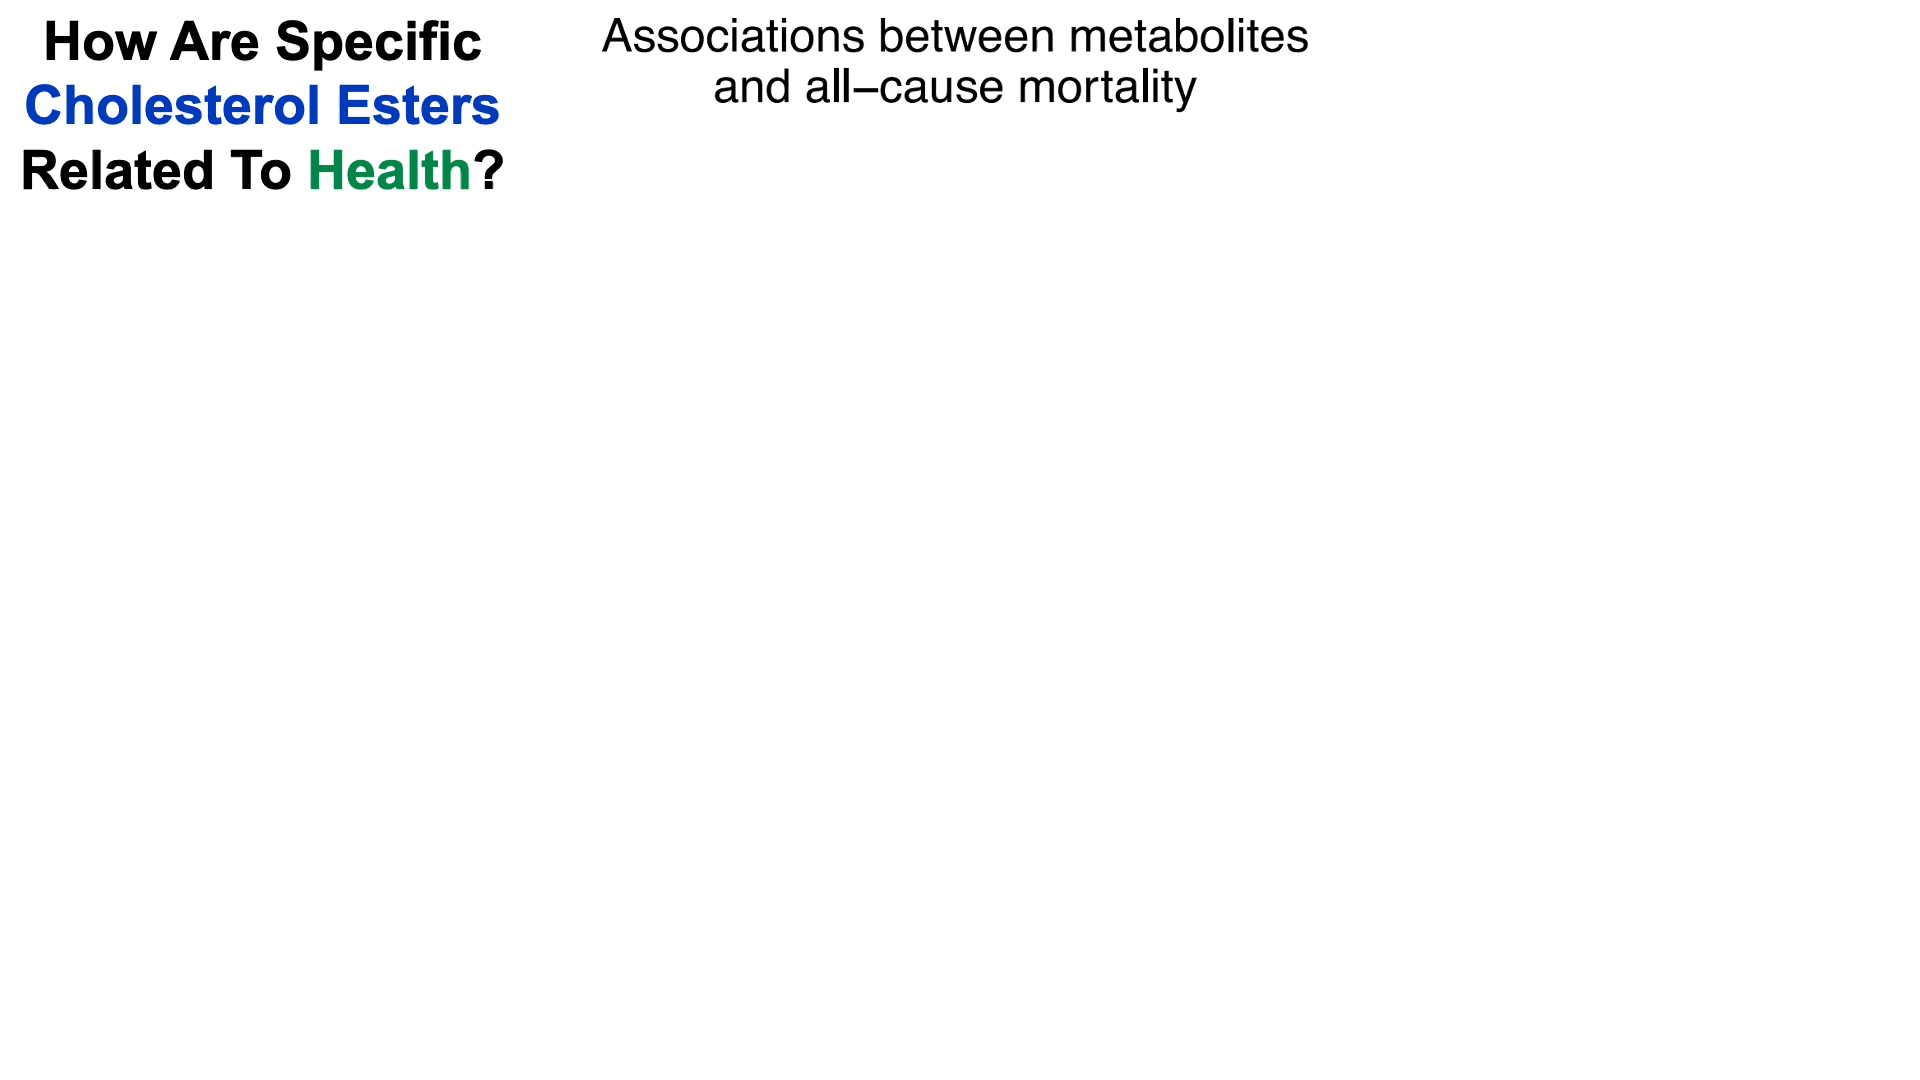 How Are Specific
Cholesterol Esters
Related To Health?
Associations between metabolites
and all–cause mortality